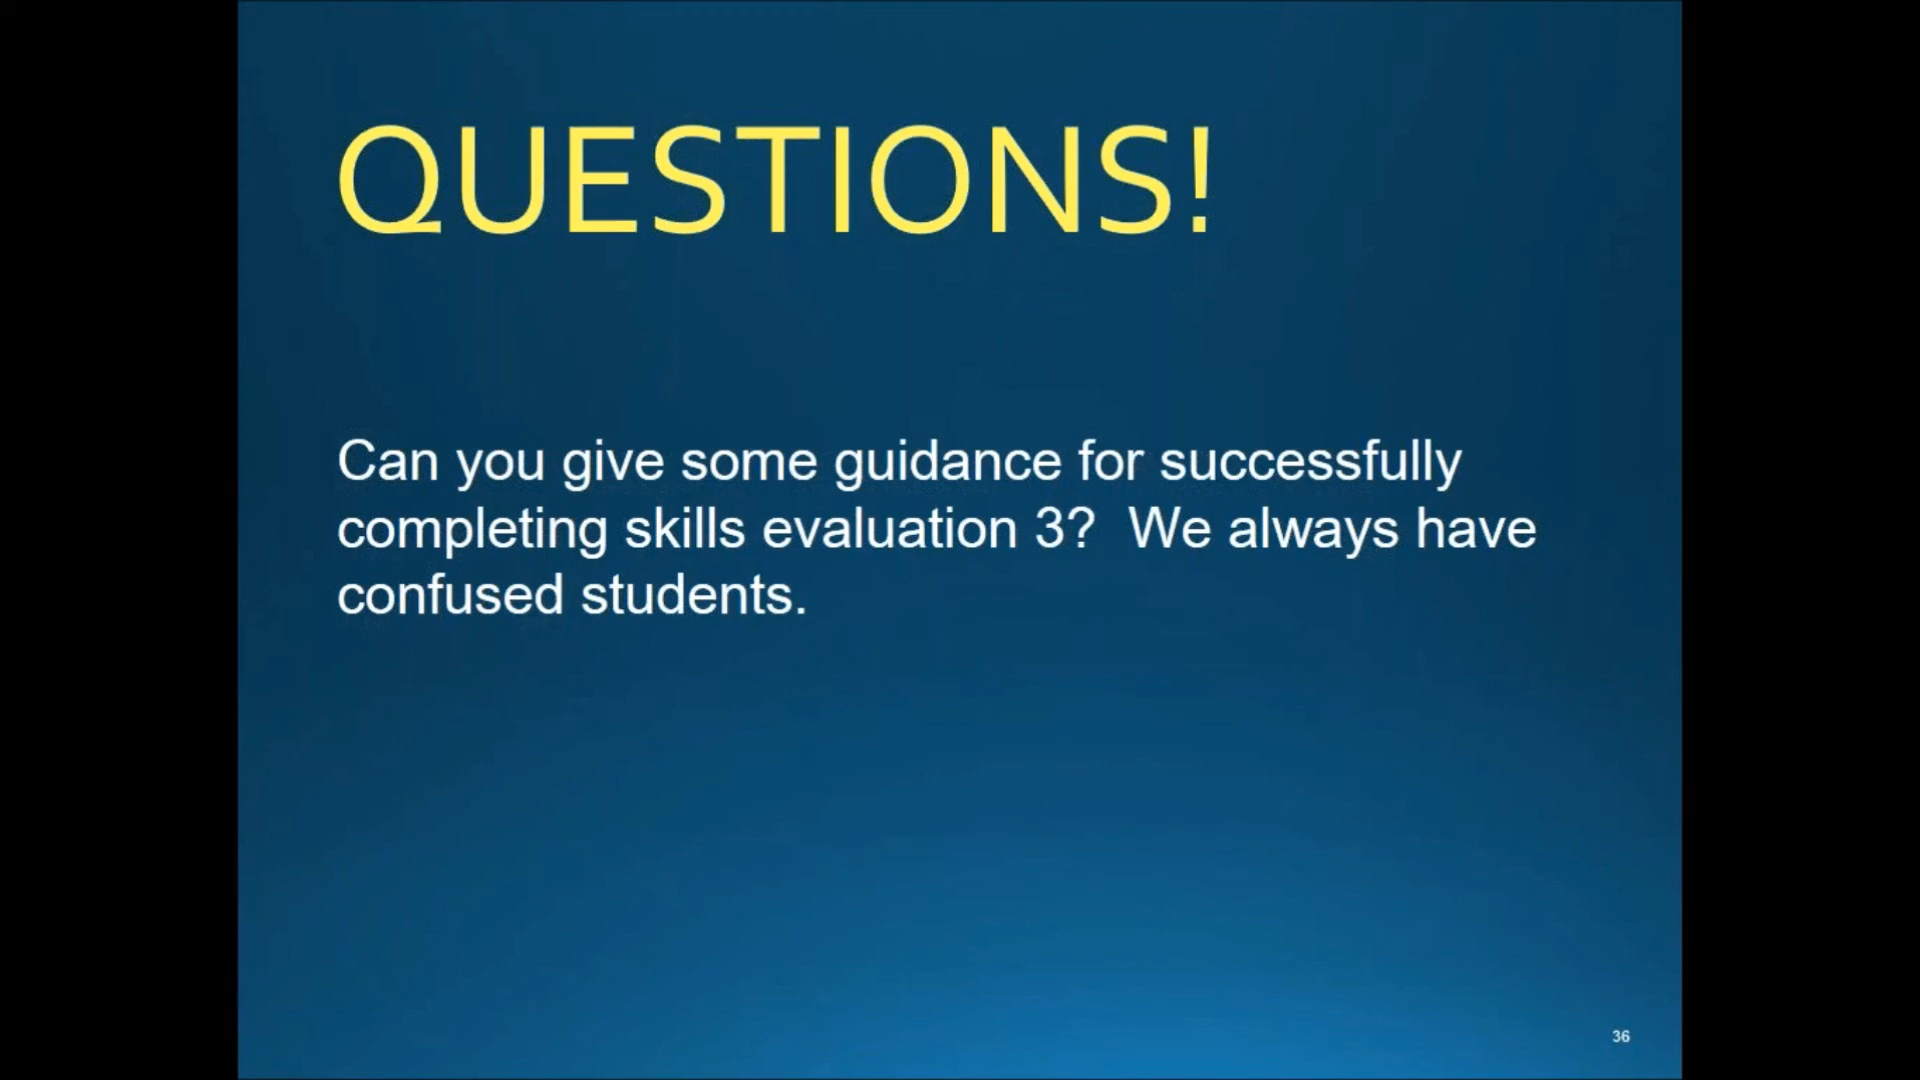 QUESTIONS!
Can you give some guidance for successfully
completing skills evaluation 3?  We always have
confused students.
36